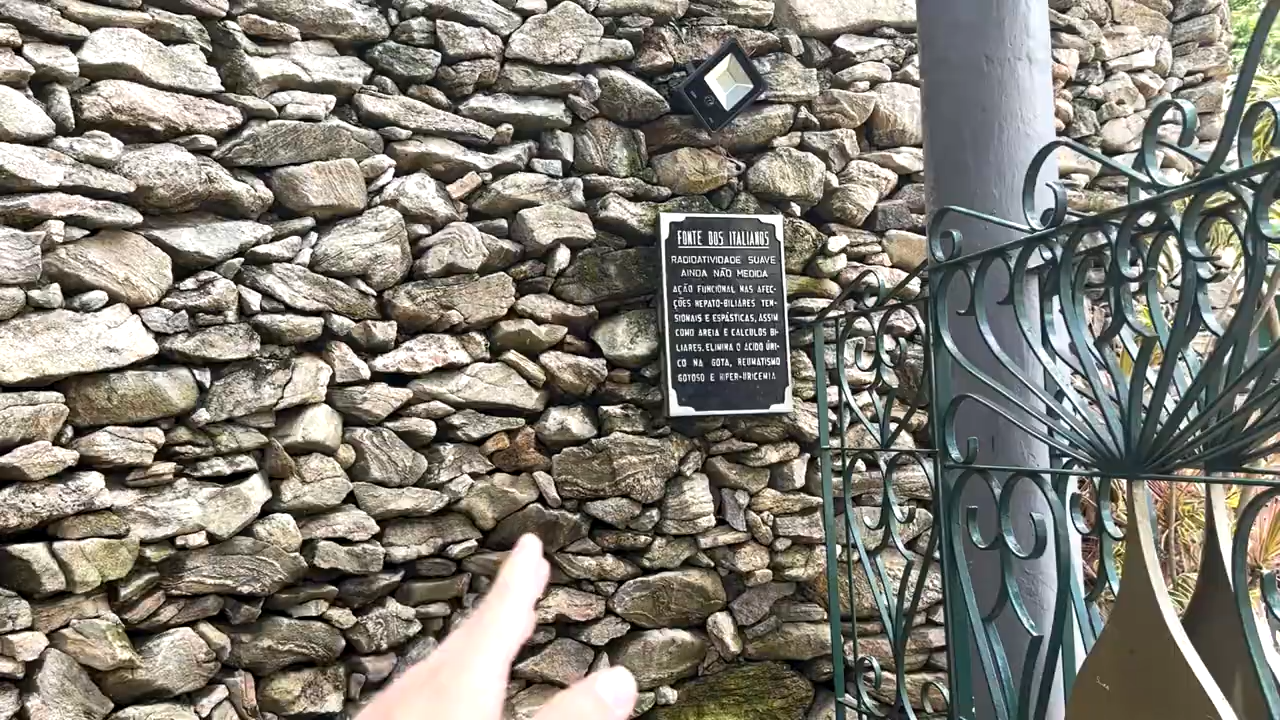 FONTE DOS ITALIANOS
RADIOATIVIDADE SUAVE
AINDA NÃO MEDIDA
AÇÃO FUNCIONAL NAS AFEC-
ÇÕES HEPATO-BILIARES TEN-
SIONAIS E ESPÁSTICAS, ASSIM
COMO AREIA E CALCULOS BI-
LIARES. ELIMINA O ÁCIDO ÚRI-
CO NA GOTA, REUMATISMO
GOTOSO E HIPER-URICEMIA